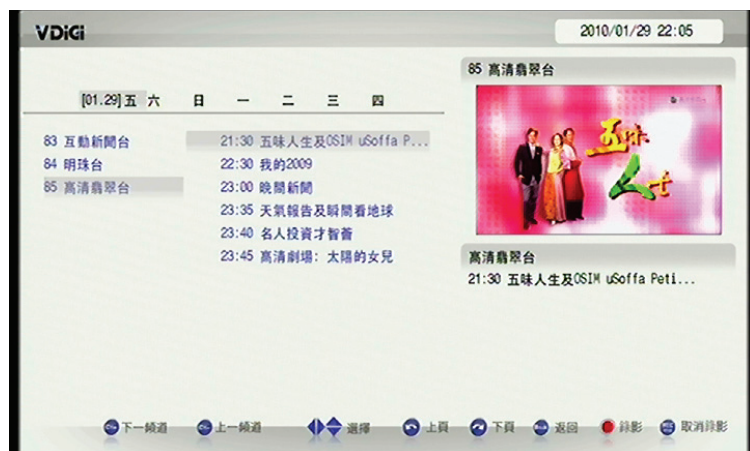 VDiGi
2010/01/29 22:05
[01.29]五 六 日 一 二 三 四
83 互動新聞台
84 明珠台
85 高清翡翠台
21:30 五味人生及OSIM uSoffa P...
22:30 我的2009
23:00 晚間新聞
23:35 天氣報告及瞬間看地球
23:40 名人投資才智薈
23:45 高清劇場: 太陽的女兒
85 高清翡翠台
五味人生
高清翡翠台
21:30 五味人生及OSIM uSoffa Peti...
下一頻道 上一頻道 選擇 上頁 下頁 返回 錄影 取消錄影